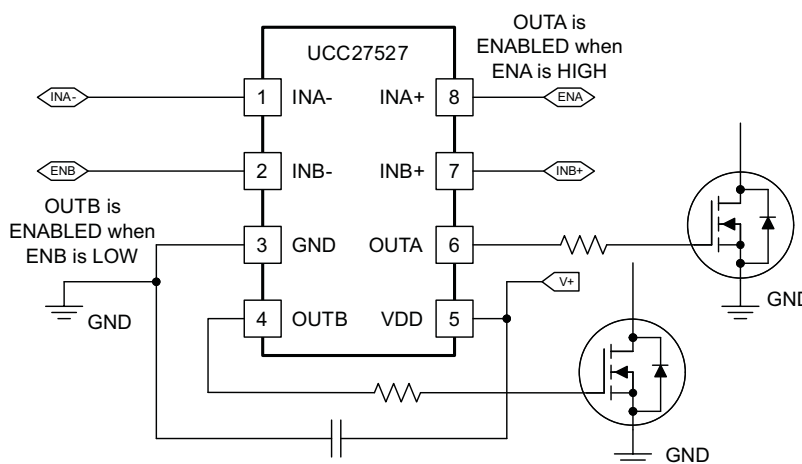 OUTA is
ENABLED when
ENA is HIGH
UCC27527
INA-
1
INA-
INA+
8
ENA
ENB
2
INB-
INB+
7
INB+
OUTB is
ENABLED when
ENB is LOW
3
GND
OUTA
6
GND
V+
GND
4
OUTB
VDD
5
GND